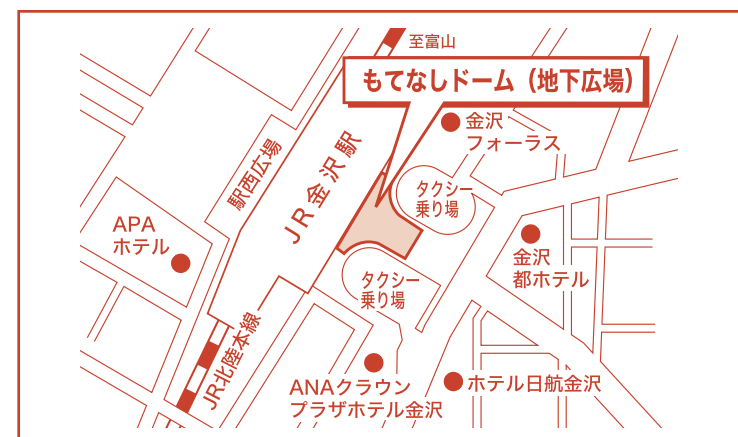 至富山
もてなしドーム（地下広場）
金沢
フォーラス
駅西広場
JR金沢駅
タクシー
乗り場
APA
ホテル
金沢
都ホテル
タクシー
乗り場
JR北陸本線
ANAクラウン
プラザホテル金沢
ホテル日航金沢